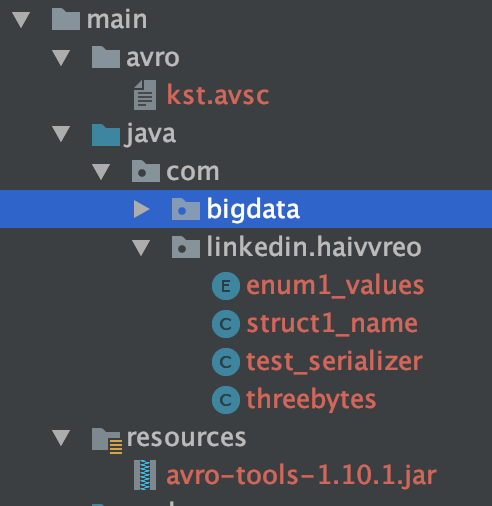 main
avro
kst.avsc
java
com
bigdata
linkedin.haivvreo
E enum1_values
C struct1_name
C test_serializer
C threebytes
resources
avro-tools-1.10.1.jar